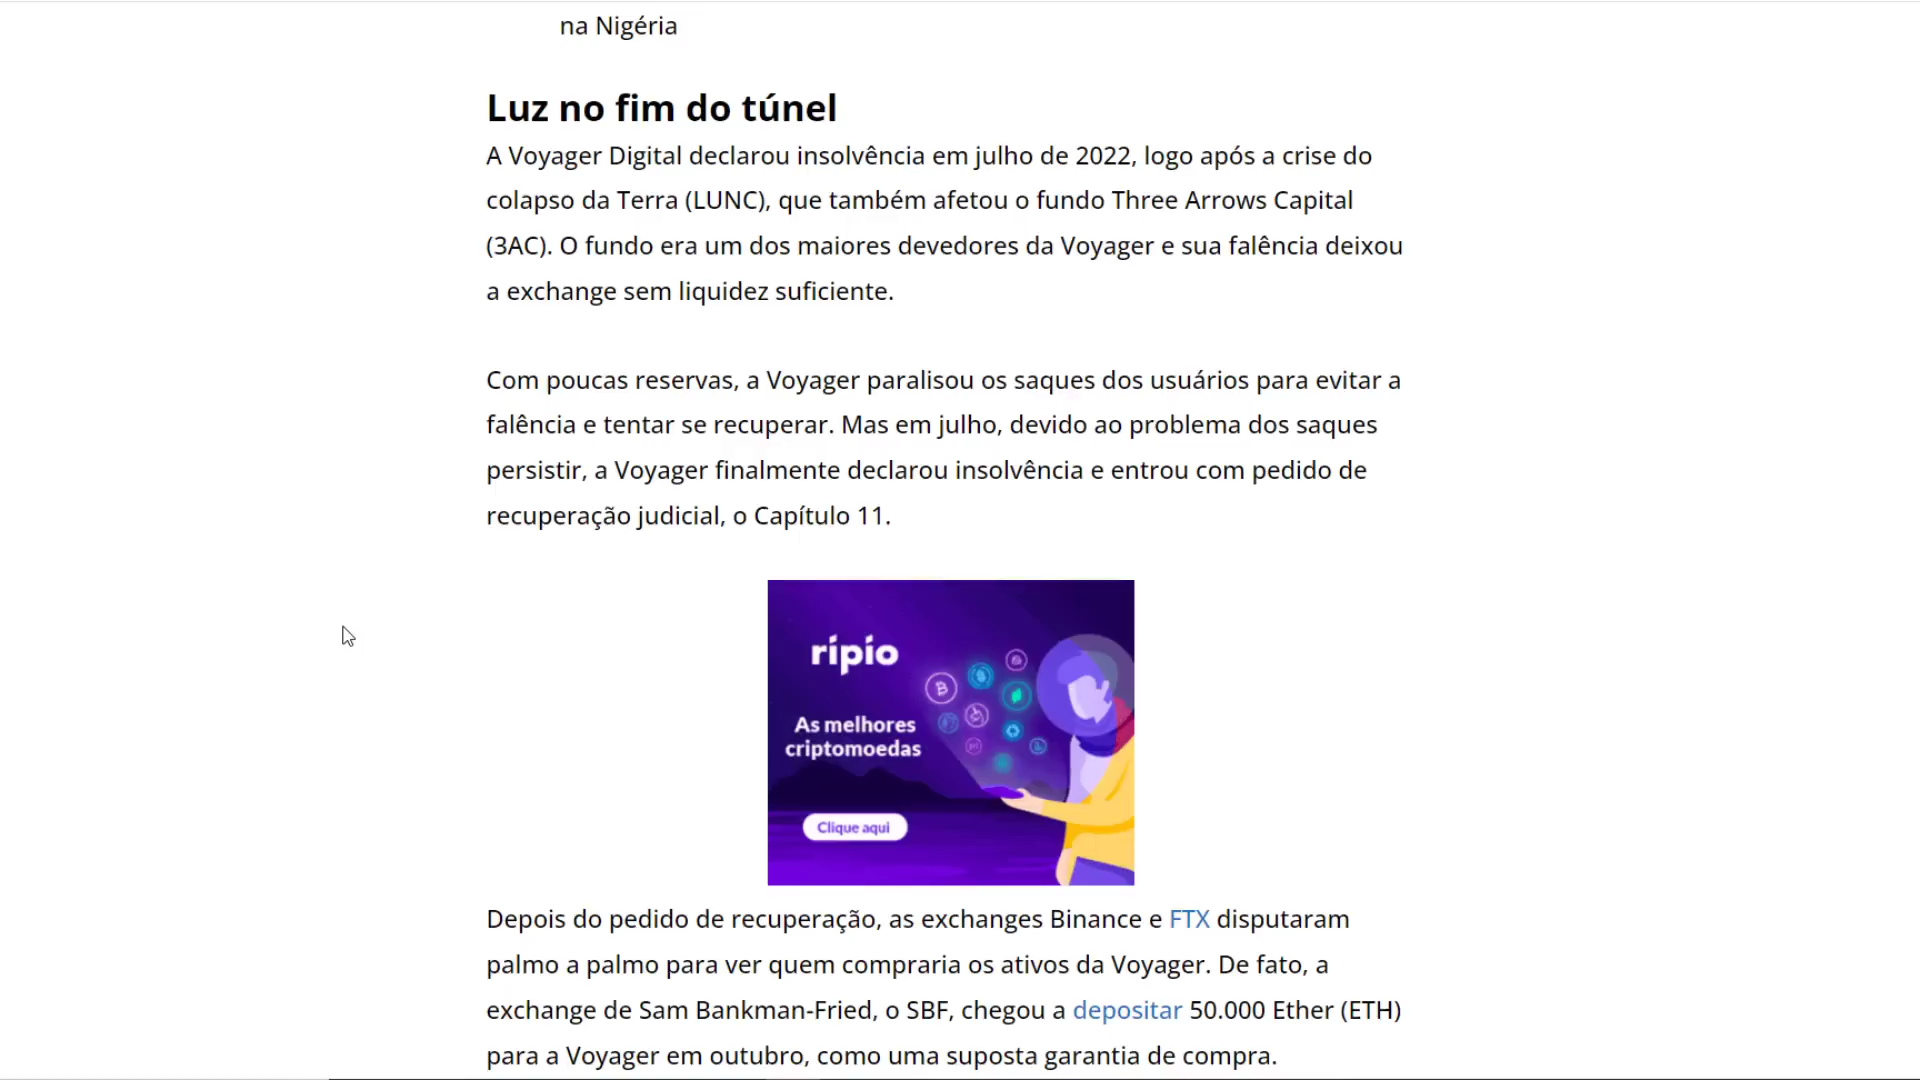 na Nigéria
Luz no fim do túnel
A Voyager Digital declarou insolvência em julho de 2022, logo após a crise do
colapso da Terra (LUNC), que também afetou o fundo Three Arrows Capital
(3AC). O fundo era um dos maiores devedores da Voyager e sua falência deixou
a exchange sem liquidez suficiente.
Com poucas reservas, a Voyager paralisou os saques dos usuários para evitar a
falência e tentar se recuperar. Mas em julho, devido ao problema dos saques
persistir, a Voyager finalmente declarou insolvência e entrou com pedido de
recuperação judicial, o Capítulo 11.
ripio
As melhores
criptomoedas
Clique aqui
Depois do pedido de recuperação, as exchanges Binance e FTX disputaram
palmo a palmo para ver quem compraria os ativos da Voyager. De fato, a
exchange de Sam Bankman-Fried, o SBF, chegou a depositar 50.000 Ether (ETH)
para a Voyager em outubro, como uma suposta garantia de compra.